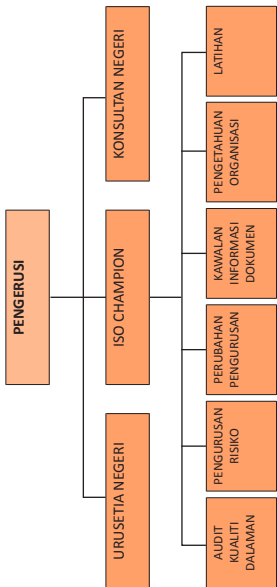 PENGERUSI
URUSETIA NEGERI
ISO CHAMPION
KONSULTAN NEGERI
AUDIT
KUALITI
DALAMAN
PENGURUSAN
RISIKO
PERUBAHAN
PENGURUSAN
KAWALAN
INFORMASI
DOKUMEN
PENGETAHUAN
ORGANISASI
LATIHAN